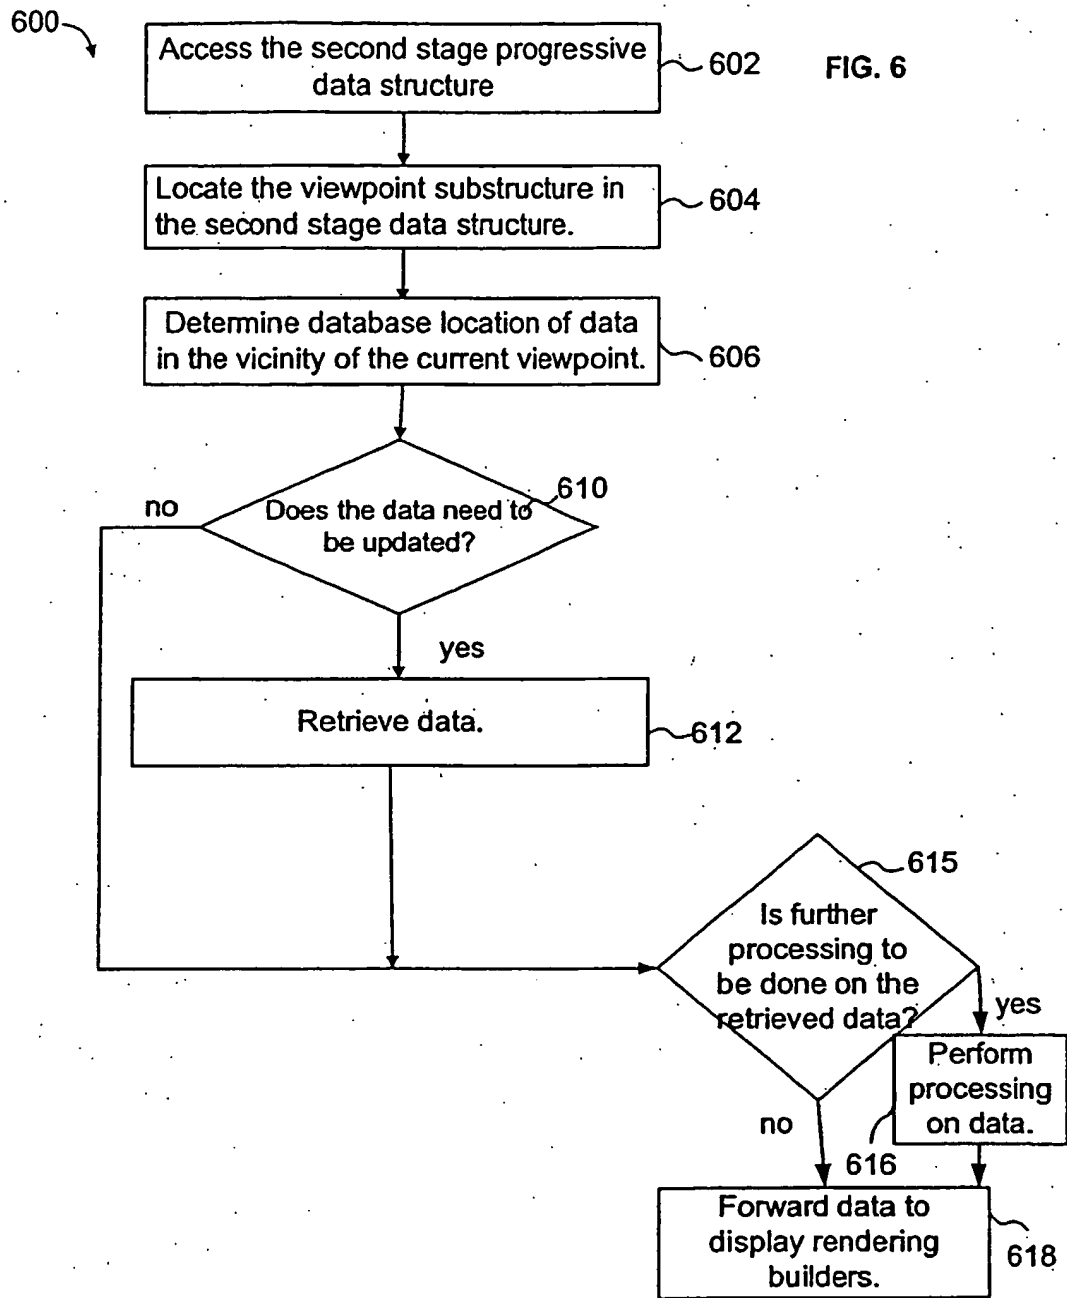 600
Access the second stage progressive
data structure
602
FIG. 6
Locate the viewpoint substructure in
the second stage data structure.
604
Determine database location of data
in the vicinity of the current viewpoint.
606
610
no
Does the data need to
be updated?
yes
Retrieve data.
612
615
Is further
processing to
be done on the
retrieved data?
yes
Perform
processing
on data.
no
616
Forward data to
display rendering
builders.
618